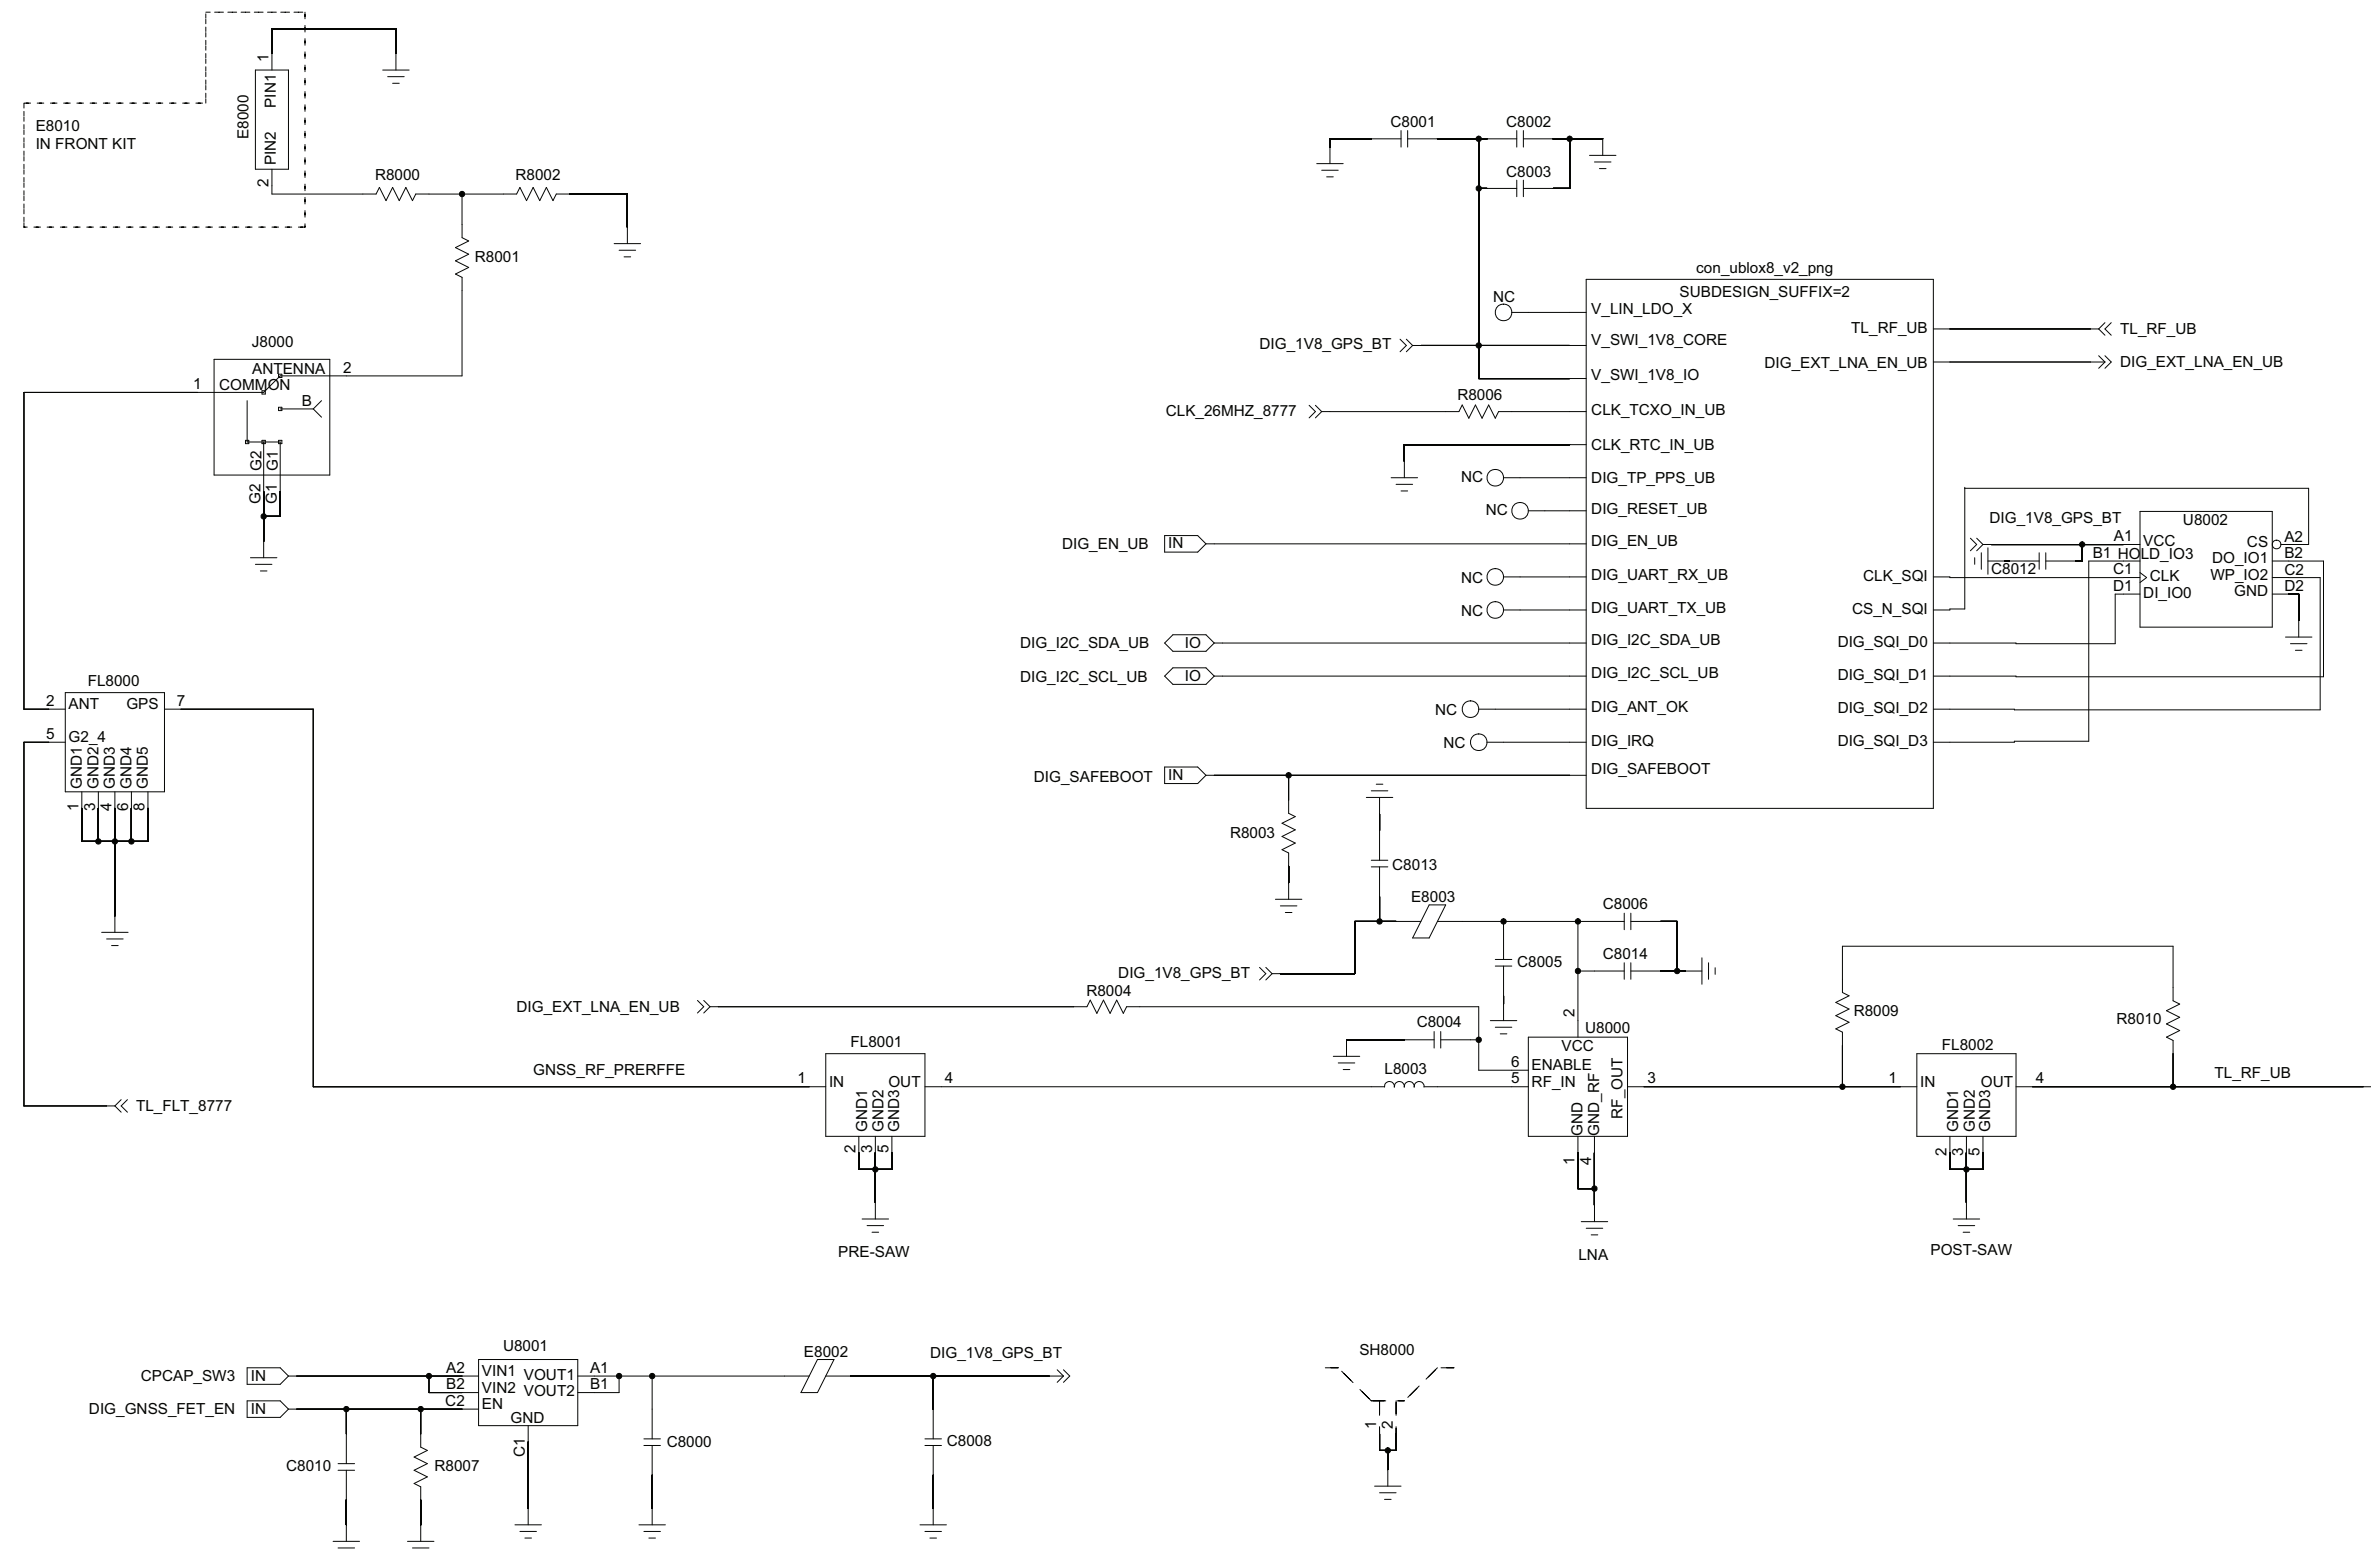 E8010
IN FRONT KIT
E8000
1
PIN1
PIN2
2
R8000
R8002
R8001
J8000
ANTENNA
2
1
COMMON
B
G2
G1
G2
G1
FL8000
2
ANT
GPS
7
5
G2_4
GND1
GND2
GND3
GND4
GND5
1
3
4
6
8
TL_FLT_8777
C8001
C8002
C8003
con_ublox8_v2_png
SUBDESIGN_SUFFIX=2
NC
V_LIN_LDO_X
DIG_1V8_GPS_BT
V_SWI_1V8_CORE
V_SWI_1V8_IO
CLK_26MHZ_8777
R8006
CLK_TCXO_IN_UB
CLK_RTC_IN_UB
NC
DIG_TP_PPS_UB
NC
DIG_RESET_UB
DIG_EN_UB
IN
DIG_EN_UB
NC
DIG_UART_RX_UB
NC
DIG_UART_TX_UB
DIG_I2C_SDA_UB
IO
DIG_I2C_SDA_UB
DIG_I2C_SCL_UB
IO
DIG_I2C_SCL_UB
NC
DIG_ANT_OK
NC
DIG_IRQ
DIG_SAFEBOOT
IN
DIG_SAFEBOOT
TL_RF_UB
TL_RF_UB
DIG_EXT_LNA_EN_UB
DIG_EXT_LNA_EN_UB
CLK_SQI
CS_N_SQI
DIG_SQI_D0
DIG_SQI_D1
DIG_SQI_D2
DIG_SQI_D3
DIG_1V8_GPS_BT
U8002
C8012
A1
VCC
B1
HOLD_IO3
C1
CLK
D1
DI_IO0
CS
A2
DO_IO1
B2
WP_IO2
C2
GND
D2
R8003
C8013
E8003
C8006
C8005
C8014
DIG_1V8_GPS_BT
DIG_EXT_LNA_EN_UB
R8004
C8004
GNSS_RF_PRERFFE
FL8001
1
IN
OUT
4
GND1
GND2
GND3
2
3
5
PRE-SAW
L8003
U8000
2
VCC
6
ENABLE
5
RF_IN
RF_OUT
3
GND
GND_RF
1
4
LNA
R8009
R8010
FL8002
1
IN
OUT
4
GND1
GND2
GND3
2
3
5
POST-SAW
TL_RF_UB
U8001
CPCAP_SW3
IN
A2
VIN1
B2
VIN2
DIG_GNSS_FET_EN
IN
C2
EN
VOUT1
A1
VOUT2
B1
GND
C1
C8010
R8007
C8000
E8002
DIG_1V8_GPS_BT
C8008
SH8000
1
2